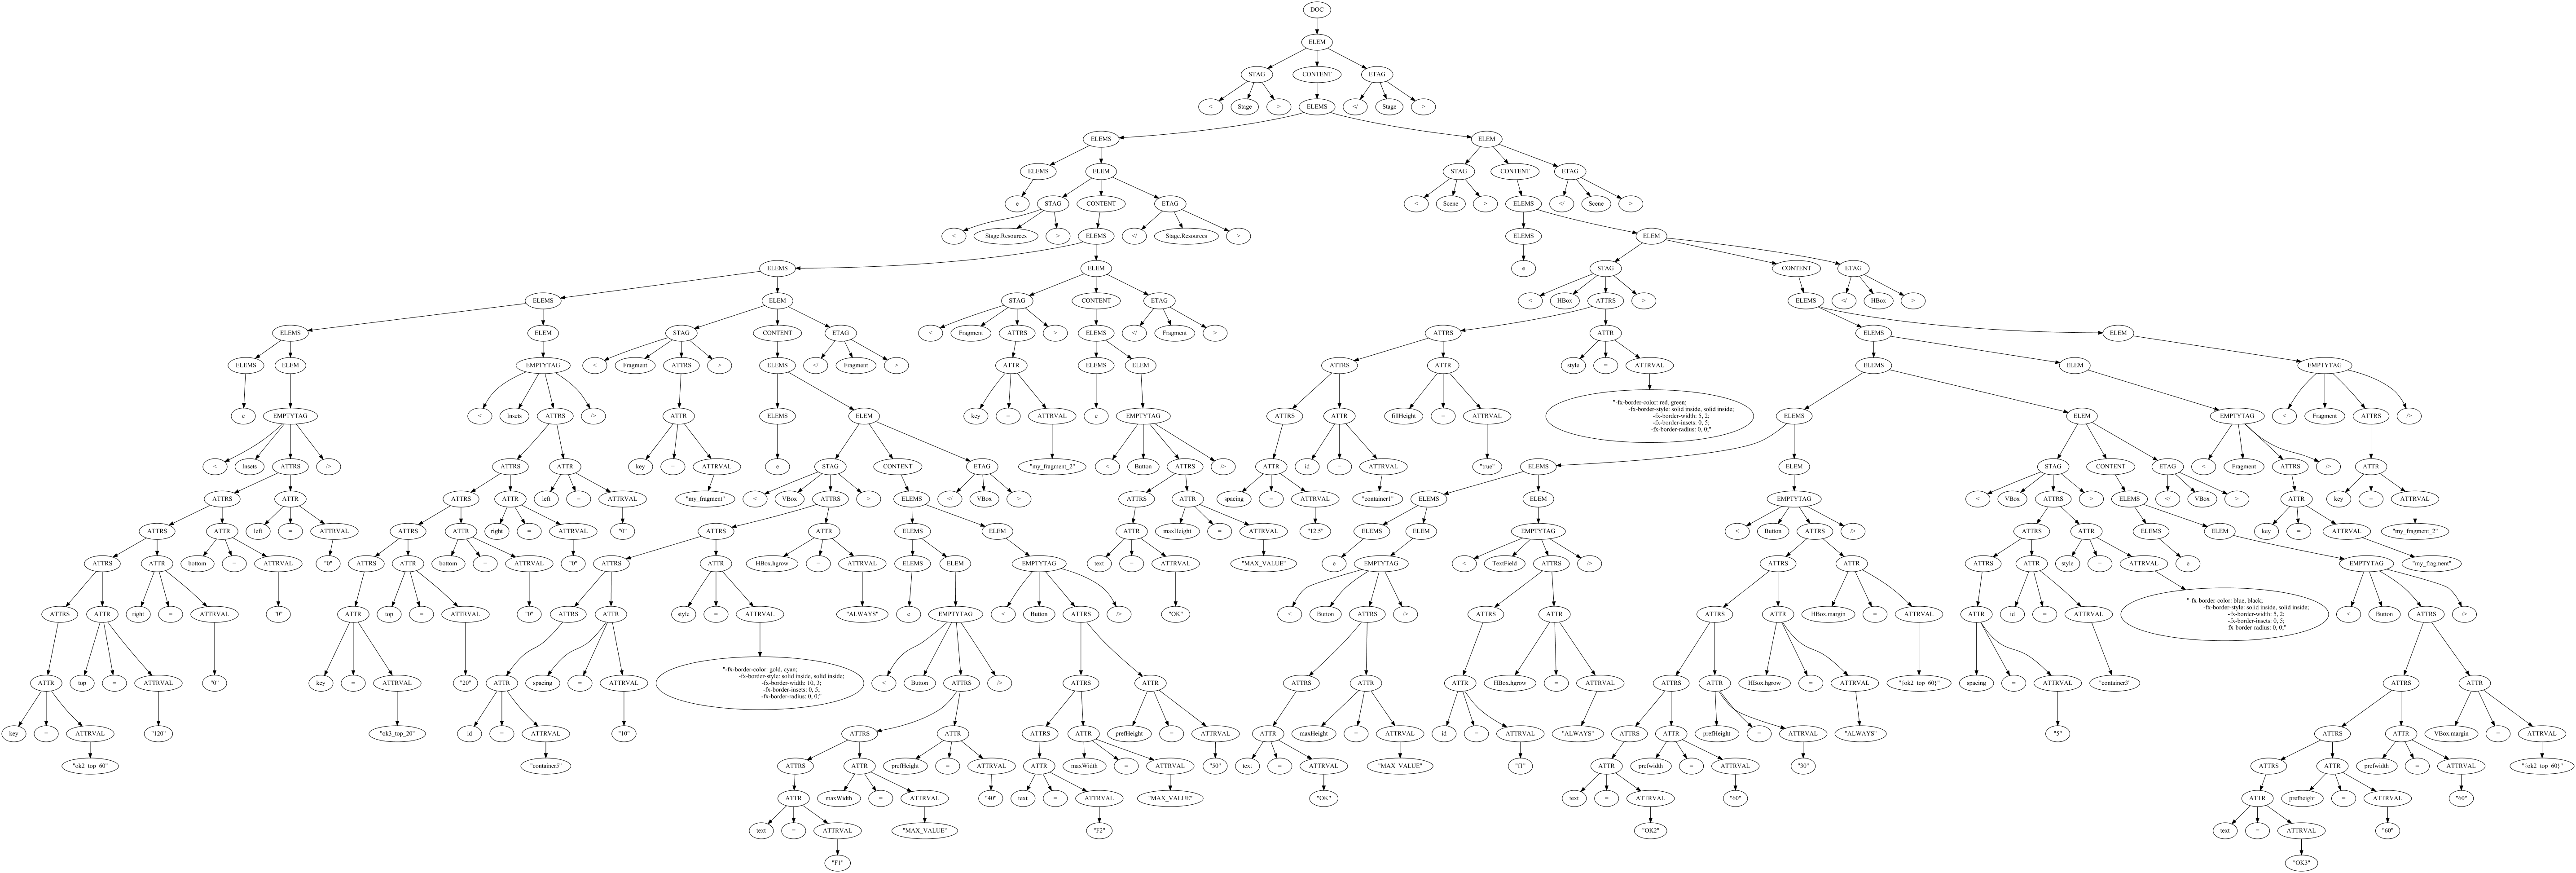 DOC
ELEM
STAG CONTENT ETAG
< Stage > ELEMS </ Stage >
ELEMS ELEM
ELEMS ELEM STAG CONTENT ETAG
e STAG CONTENT ETAG < Scene > ELEMS </ Scene >
< Stage.Resources > ELEMS </ Stage.Resources > ELEMS ELEM
ELEMS ELEM e STAG CONTENT ETAG
ELEMS ELEM STAG CONTENT ETAG < HBox ATTRS > ELEMS </ HBox >
ELEMS ELEM STAG CONTENT ETAG < Fragment ATTRS > ELEMS </ Fragment > ATTRS ATTR ELEMS ELEM
ELEMS ELEM EMPTYTAG < Fragment ATTRS > ELEMS </ Fragment > ATTR ELEMS ELEM ATTRS ATTR style = ATTRVAL ELEMS ELEM EMPTYTAG
e EMPTYTAG < Insets ATTRS /> ATTR ELEMS ELEM key = ATTRVAL e EMPTYTAG ATTRS ATTR fillHeight = ATTRVAL
"-fx-border-color: red, green;
-fx-border-style: solid inside, solid inside;
-fx-border-width: 5, 2;
-fx-border-insets: 0, 5;
-fx-border-radius: 0, 0;"
ELEMS ELEM EMPTYTAG < Fragment ATTRS />
< Insets ATTRS /> ATTRS ATTR key = ATTRVAL e STAG CONTENT ETAG "my_fragment_2" < Button ATTRS /> ATTR id = ATTRVAL "true" ELEMS ELEM STAG CONTENT ETAG < Fragment ATTRS /> ATTR
ATTRS ATTR ATTRS ATTR left = ATTRVAL "my_fragment" < VBox ATTRS > ELEMS </ VBox > ATTRS ATTR spacing = ATTRVAL "container1" ELEMS ELEM EMPTYTAG < VBox ATTRS > ELEMS </ VBox > ATTR key = ATTRVAL
ATTRS ATTR left = ATTRVAL ATTRS ATTR right = ATTRVAL "0" ATTRS ATTR ELEMS ELEM ATTR maxHeight = ATTRVAL "12.5" ELEMS ELEM EMPTYTAG < Button ATTRS /> ATTRS ATTR ELEMS ELEM key = ATTRVAL "my_fragment_2"
ATTRS ATTR bottom = ATTRVAL "0" ATTRS ATTR bottom = ATTRVAL "0" ATTRS ATTR HBox.hgrow = ATTRVAL ELEMS ELEM EMPTYTAG text = ATTRVAL "MAX_VALUE" e EMPTYTAG < TextField ATTRS /> ATTRS ATTR ATTRS ATTR style = ATTRVAL e EMPTYTAG "my_fragment"
ATTRS ATTR right = ATTRVAL "0" ATTR top = ATTRVAL "0" ATTRS ATTR style = ATTRVAL "ALWAYS" e EMPTYTAG < Button ATTRS /> "OK" < Button ATTRS /> ATTRS ATTR ATTRS ATTR HBox.margin = ATTRVAL ATTR id = ATTRVAL
"-fx-border-color: blue, black;
-fx-border-style: solid inside, solid inside;
-fx-border-width: 5, 2;
-fx-border-insets: 0, 5;
-fx-border-radius: 0, 0;"
< Button ATTRS />
ATTR top = ATTRVAL "0" key = ATTRVAL "20" ATTR spacing = ATTRVAL
"-fx-border-color: gold, cyan;
-fx-border-style: solid inside, solid inside;
-fx-border-width: 10, 3;
-fx-border-insets: 0, 5;
-fx-border-radius: 0, 0;"
< Button ATTRS /> ATTRS ATTR ATTRS ATTR ATTR HBox.hgrow = ATTRVAL ATTRS ATTR HBox.hgrow = ATTRVAL "{ok2_top_60}" spacing = ATTRVAL "container3" ATTRS ATTR
key = ATTRVAL "120" "ok3_top_20" id = ATTRVAL "10" ATTRS ATTR ATTRS ATTR prefHeight = ATTRVAL ATTR maxHeight = ATTRVAL id = ATTRVAL "ALWAYS" ATTRS ATTR prefHeight = ATTRVAL "ALWAYS" "5" ATTRS ATTR VBox.margin = ATTRVAL
"ok2_top_60" "container5" ATTRS ATTR prefHeight = ATTRVAL ATTR maxWidth = ATTRVAL "50" text = ATTRVAL "MAX_VALUE" "f1" ATTR prefwidth = ATTRVAL "30" ATTRS ATTR prefwidth = ATTRVAL "{ok2_top_60}"
ATTR maxWidth = ATTRVAL "40" text = ATTRVAL "MAX_VALUE" "OK" text = ATTRVAL "60" ATTR prefheight = ATTRVAL "60"
text = ATTRVAL "MAX_VALUE" "F2" "OK2" text = ATTRVAL "60"
"F1" "OK3"